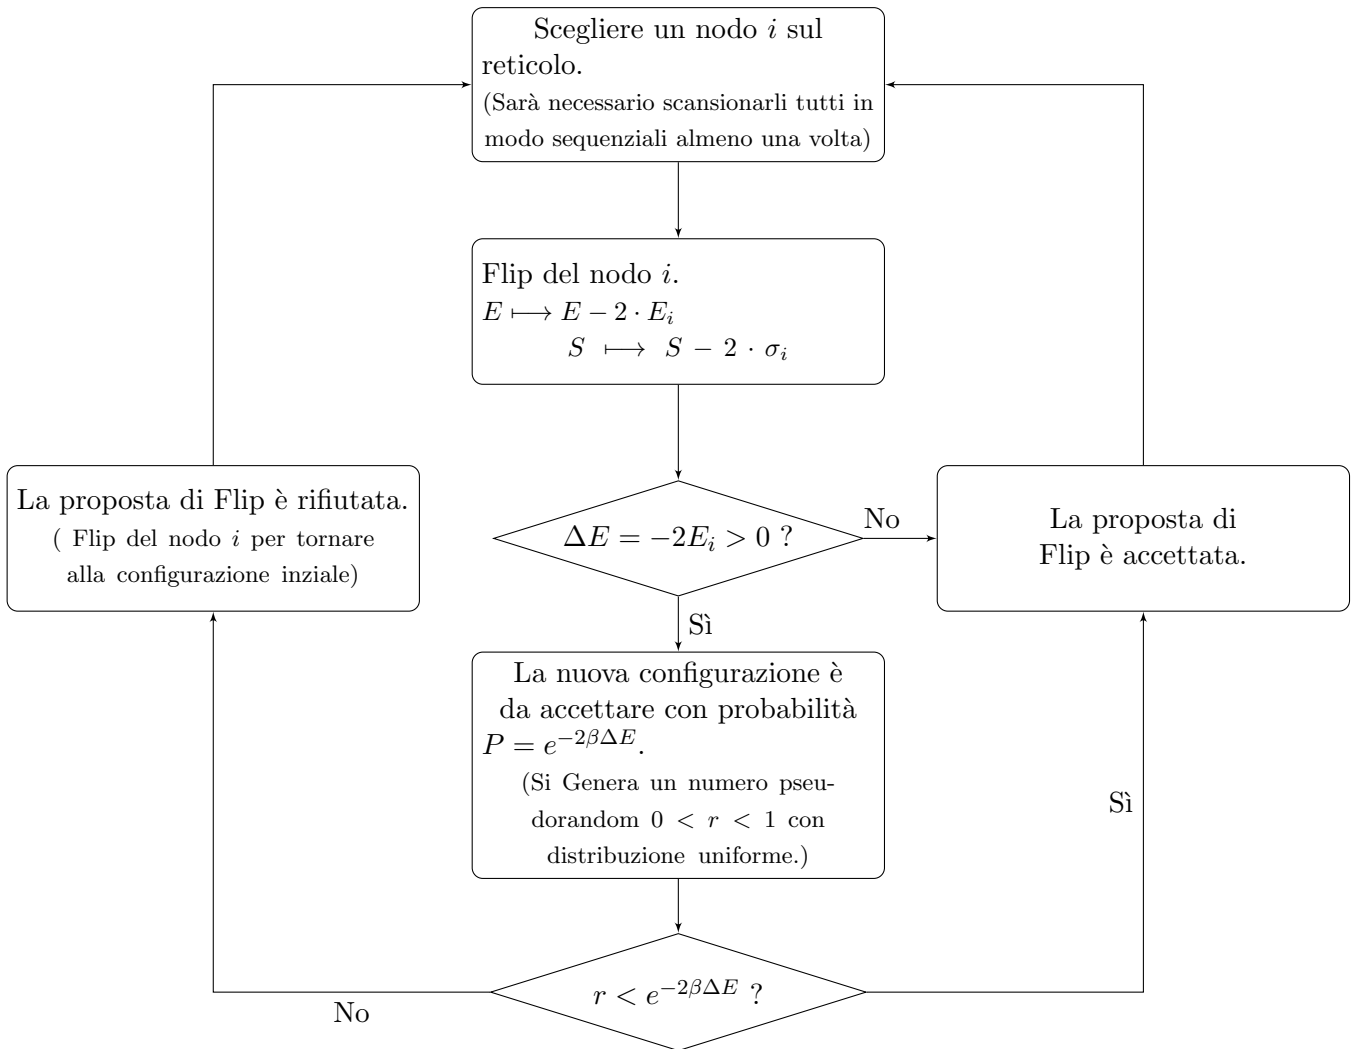 Scegliere un nodo i sul
reticolo.
(Sarà necessario scansionarli tutti in
modo sequenziali almeno una volta)
Flip del nodo i.
E ⟼ E − 2 · E_i
S ⟼ S − 2 · σ_i
La proposta di Flip è rifiutata.
( Flip del nodo i per tornare
alla configurazione inziale)
ΔE = −2E_i > 0 ?
No
La proposta di
Flip è accettata.
Sì
La nuova configurazione è
da accettare con probabilità
P = e^{−2βΔE}.
(Si Genera un numero pseu-
dorandom 0 < r < 1 con
distribuzione uniforme.)
Sì
r < e^{−2βΔE} ?
No